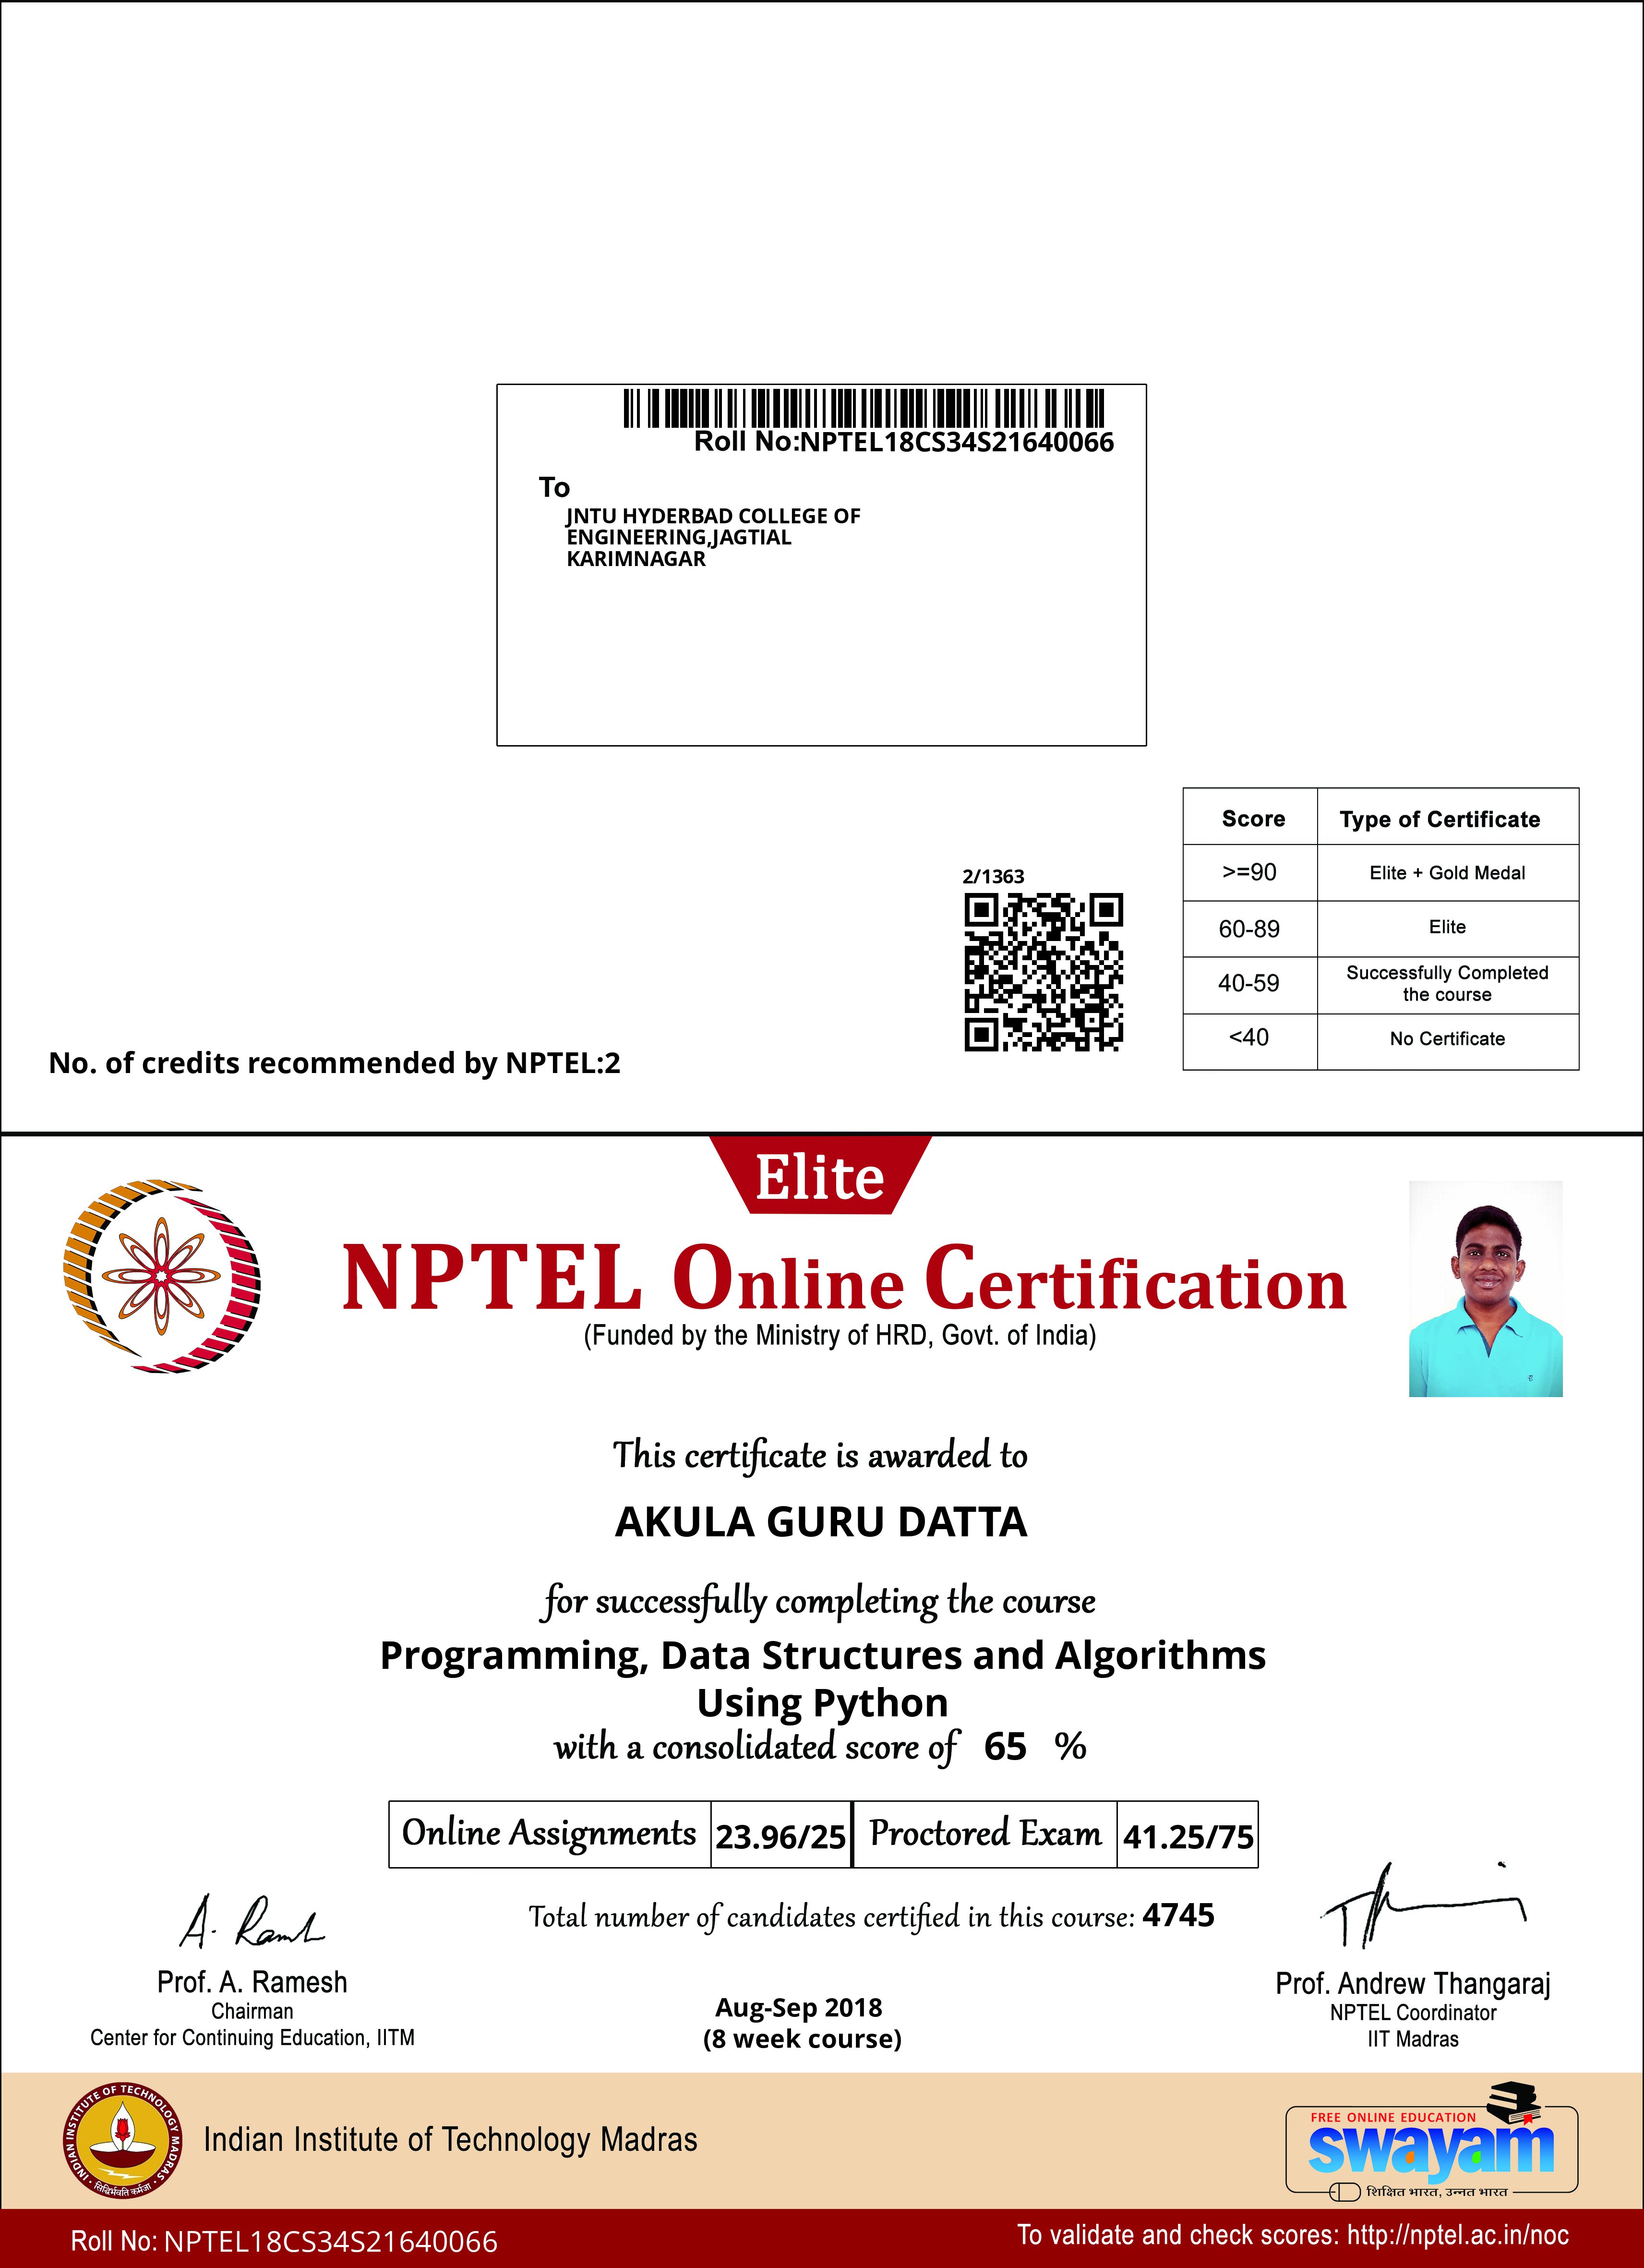 Roll No:NPTEL18CS34S21640066
To
JNTU HYDERBAD COLLEGE OF
ENGINEERING,JAGTIAL
KARIMNAGAR
Score Type of Certificate
>=90 Elite + Gold Medal
60-89 Elite
40-59 Successfully Completed
the course
<40 No Certificate
2/1363
No. of credits recommended by NPTEL:2
Elite
NPTEL Online Certification
(Funded by the Ministry of HRD, Govt. of India)
This certificate is awarded to
AKULA GURU DATTA
for successfully completing the course
Programming, Data Structures and Algorithms
Using Python
with a consolidated score of 65 %
Online Assignments 23.96/25 Proctored Exam 41.25/75
Total number of candidates certified in this course: 4745
A. Ramesh
Prof. A. Ramesh
Chairman
Center for Continuing Education, IITM
Aug-Sep 2018
(8 week course)
Prof. Andrew Thangaraj
NPTEL Coordinator
IIT Madras
INDIAN INSTITUTE OF TECHNOLOGY MADRAS
सिद्धिर्भवति कर्मजा
Indian Institute of Technology Madras
FREE ONLINE EDUCATION
swayam
शिक्षित भारत, उन्नत भारत
Roll No: NPTEL18CS34S21640066
To validate and check scores: http://nptel.ac.in/noc